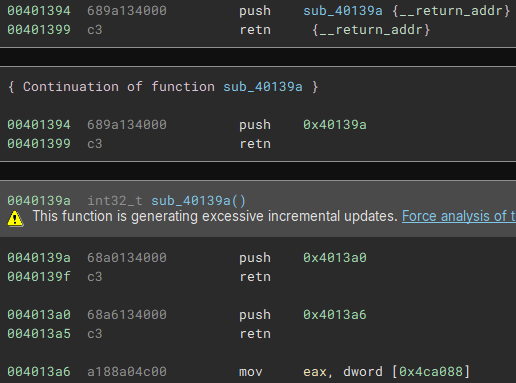 00401394 689a134000 push sub_40139a {__return_addr}
00401399 c3 retn {__return_addr}
{ Continuation of function sub_40139a }
00401394 689a134000 push 0x40139a
00401399 c3 retn
0040139a int32_t sub_40139a()
This function is generating excessive incremental updates. Force analysis of t
0040139a 68a0134000 push 0x4013a0
0040139f c3 retn
004013a0 68a6134000 push 0x4013a6
004013a5 c3 retn
004013a6 a188a04c00 mov eax, dword [0x4ca088]